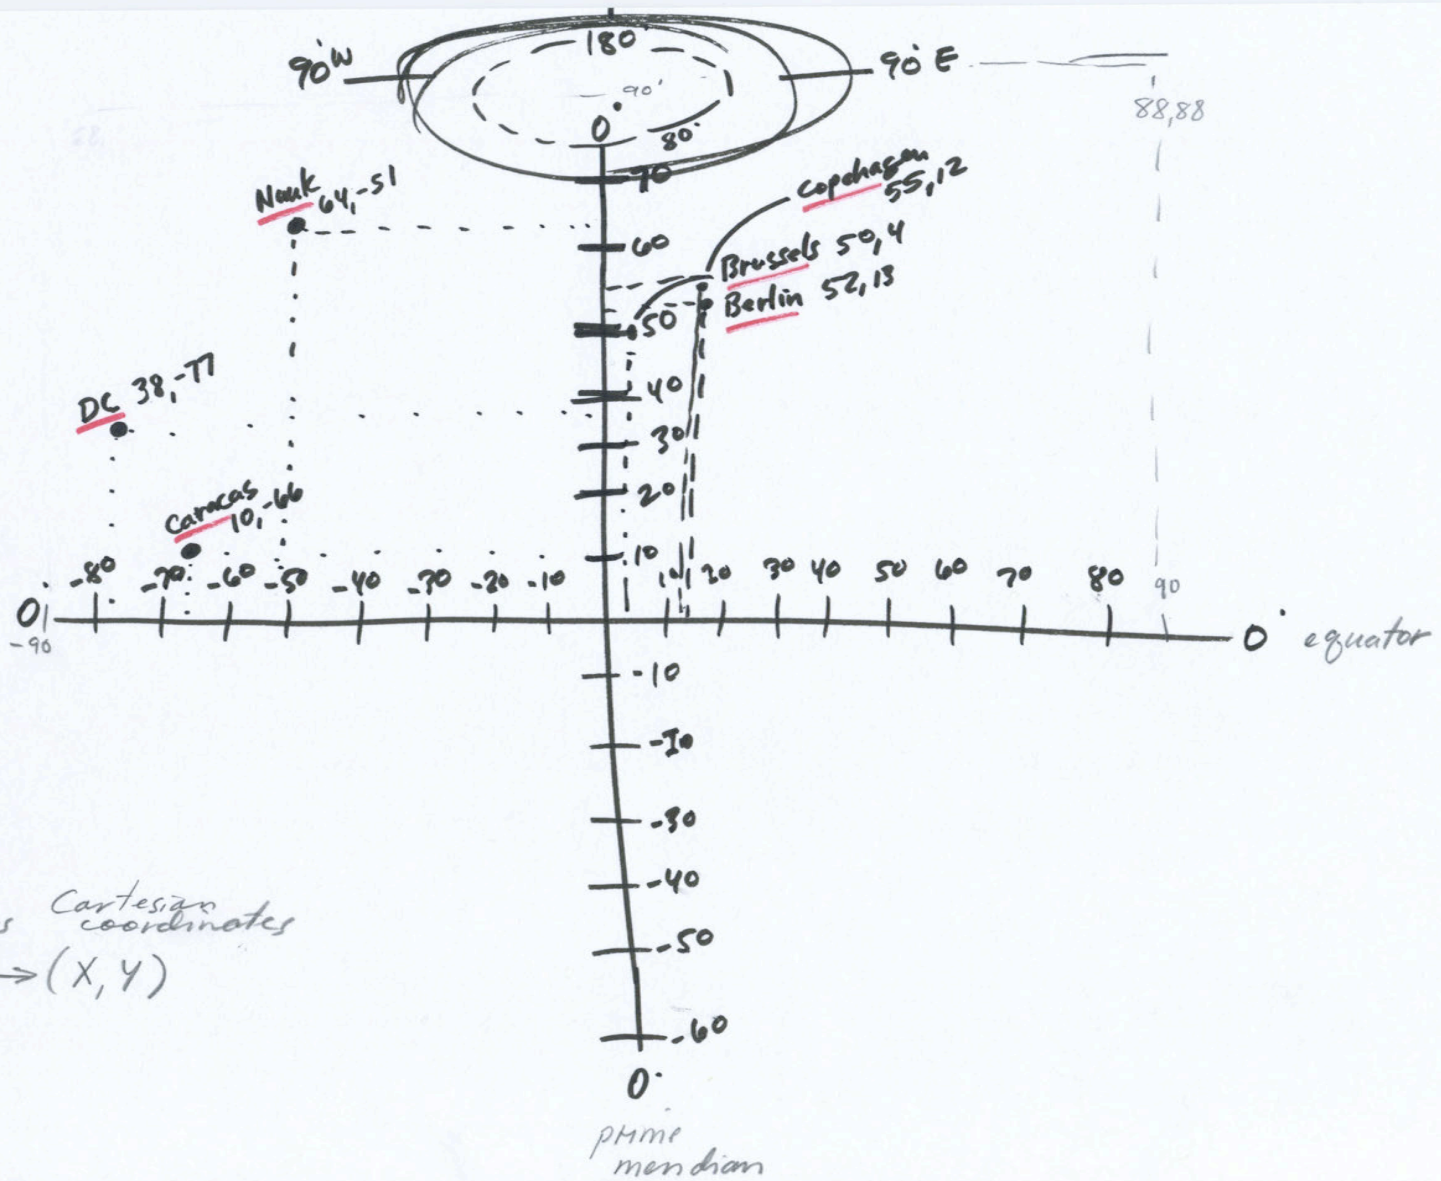 180
90°W
90° E
90°
0
80°
88,88
70
Nuuk
64,-51
Copehagen
55,12
60
Brussels 50,4
Berlin 52,13
50
DC 38,-77
40
30
20
Caracas
10,-66
10
-80 -70 -60 -50 -40 -30 -20 -10
10 20 30 40 50 60 70 80 90
0
-90
0° equator
-10
-30
-40
Cartesian
coordinates
-50
→(X,Y)
-60
0°
prime
meridian